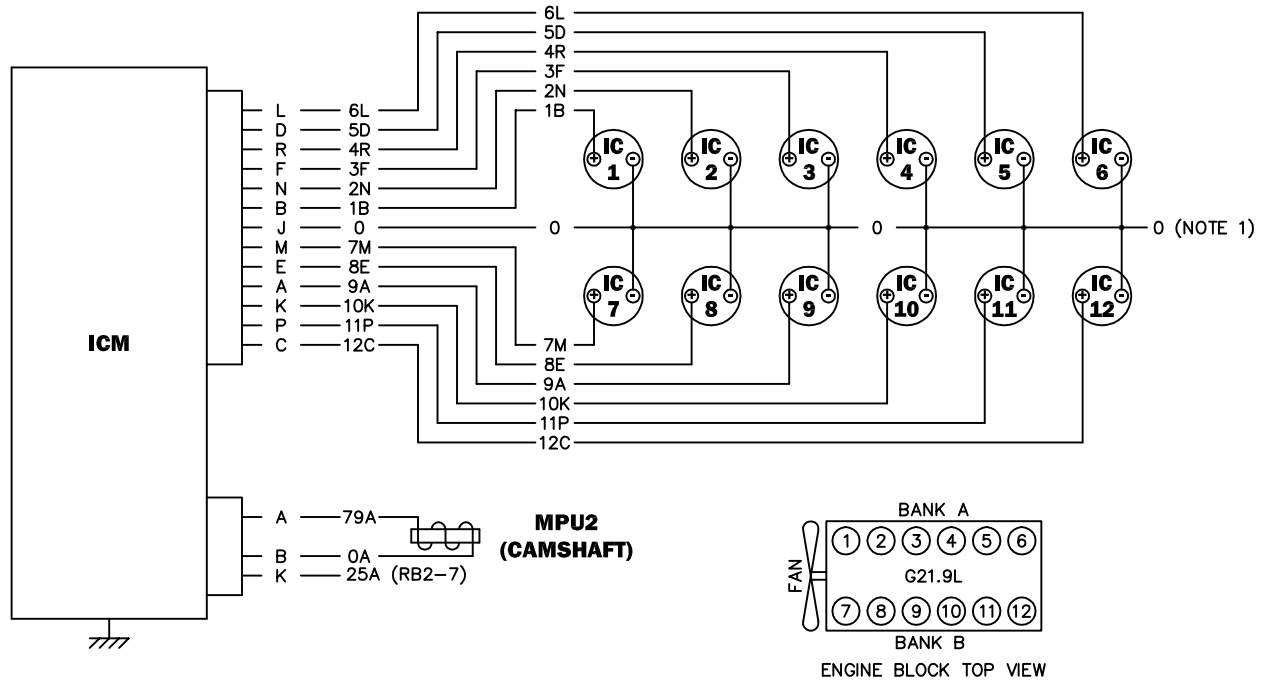 6L
5D
4R
3F
2N
1B
L 6L
D 5D
R 4R
F 3F
N 2N
B 1B
J 0 0 0 0 (NOTE 1)
M 7M
E 8E
A 9A
K 10K
P 11P
C 12C
IC 1
IC 2
IC 3
IC 4
IC 5
IC 6
IC 7
IC 8
IC 9
IC 10
IC 11
IC 12
7M
8E
9A
10K
11P
12C
ICM
A 79A
B 0A
K 25A (RB2-7)
MPU2
(CAMSHAFT)
BANK A
1 2 3 4 5 6
FAN
G21.9L
7 8 9 10 11 12
BANK B
ENGINE BLOCK TOP VIEW